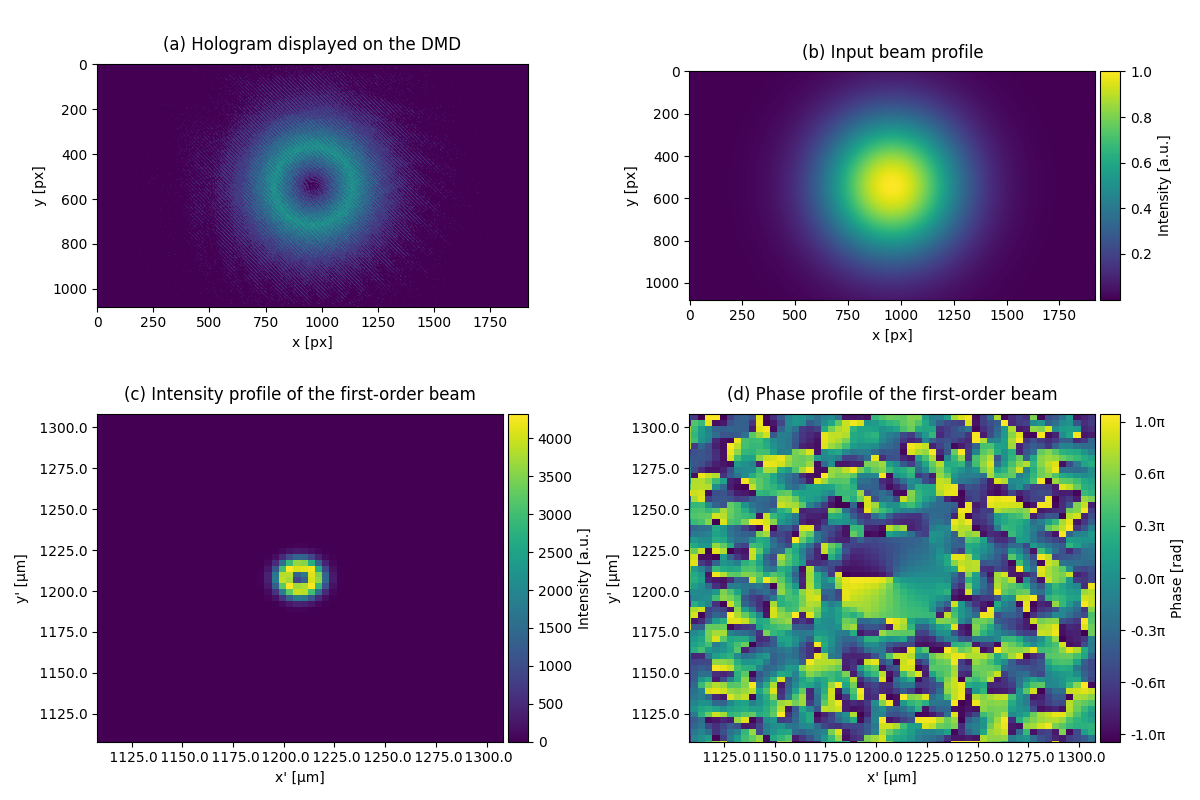 (a) Hologram displayed on the DMD
0
200
400
600
800
1000
y [px]
0 250 500 750 1000 1250 1500 1750
x [px]
(b) Input beam profile
0
200
400
600
800
1000
y [px]
0 250 500 750 1000 1250 1500 1750
x [px]
1.0
0.8
0.6
0.4
0.2
Intensity [a.u.]
(c) Intensity profile of the first-order beam
1300.0
1275.0
1250.0
1225.0
1200.0
1175.0
1150.0
1125.0
y' [μm]
1125.0 1150.0 1175.0 1200.0 1225.0 1250.0 1275.0 1300.0
x' [μm]
4000
3500
3000
2500
2000
1500
1000
500
0
Intensity [a.u.]
(d) Phase profile of the first-order beam
1300.0
1275.0
1250.0
1225.0
1200.0
1175.0
1150.0
1125.0
y' [μm]
1125.0 1150.0 1175.0 1200.0 1225.0 1250.0 1275.0 1300.0
x' [μm]
1.0π
0.6π
0.3π
0.0π
-0.3π
-0.6π
-1.0π
Phase [rad]